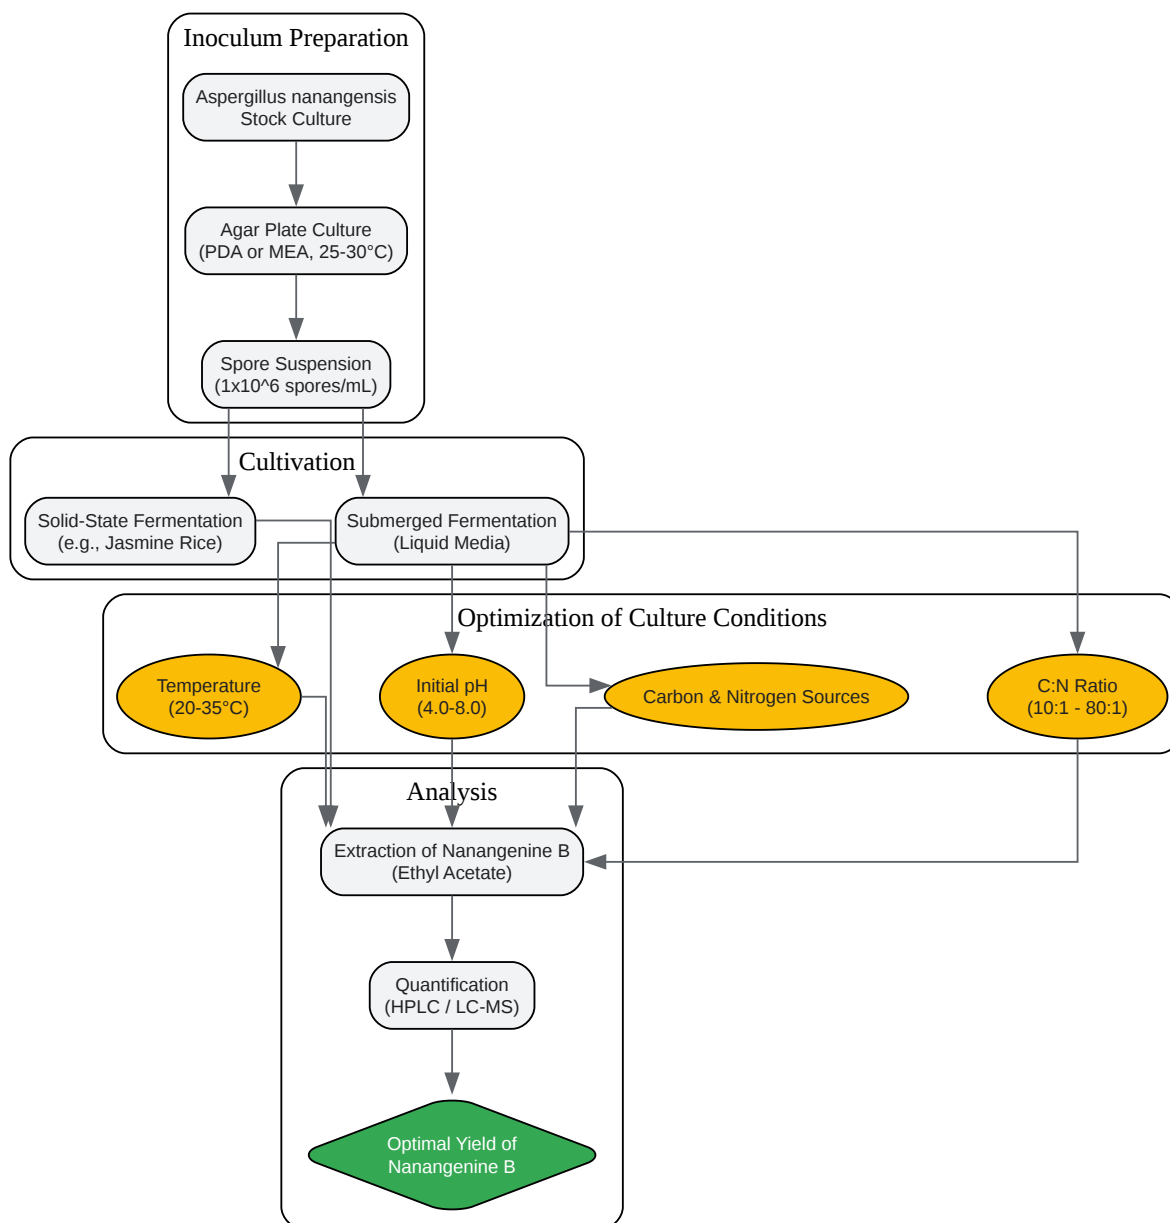 Inoculum Preparation
Aspergillus nanangensis
Stock Culture
Agar Plate Culture
(PDA or MEA, 25-30°C)
Spore Suspension
(1x10^6 spores/mL)
Cultivation
Solid-State Fermentation
(e.g., Jasmine Rice)
Submerged Fermentation
(Liquid Media)
Optimization of Culture Conditions
Temperature
(20-35°C)
Initial pH
(4.0-8.0)
Carbon & Nitrogen Sources
C:N Ratio
(10:1 - 80:1)
Analysis
Extraction of Nanangenine B
(Ethyl Acetate)
Quantification
(HPLC / LC-MS)
Optimal Yield of
Nanangenine B